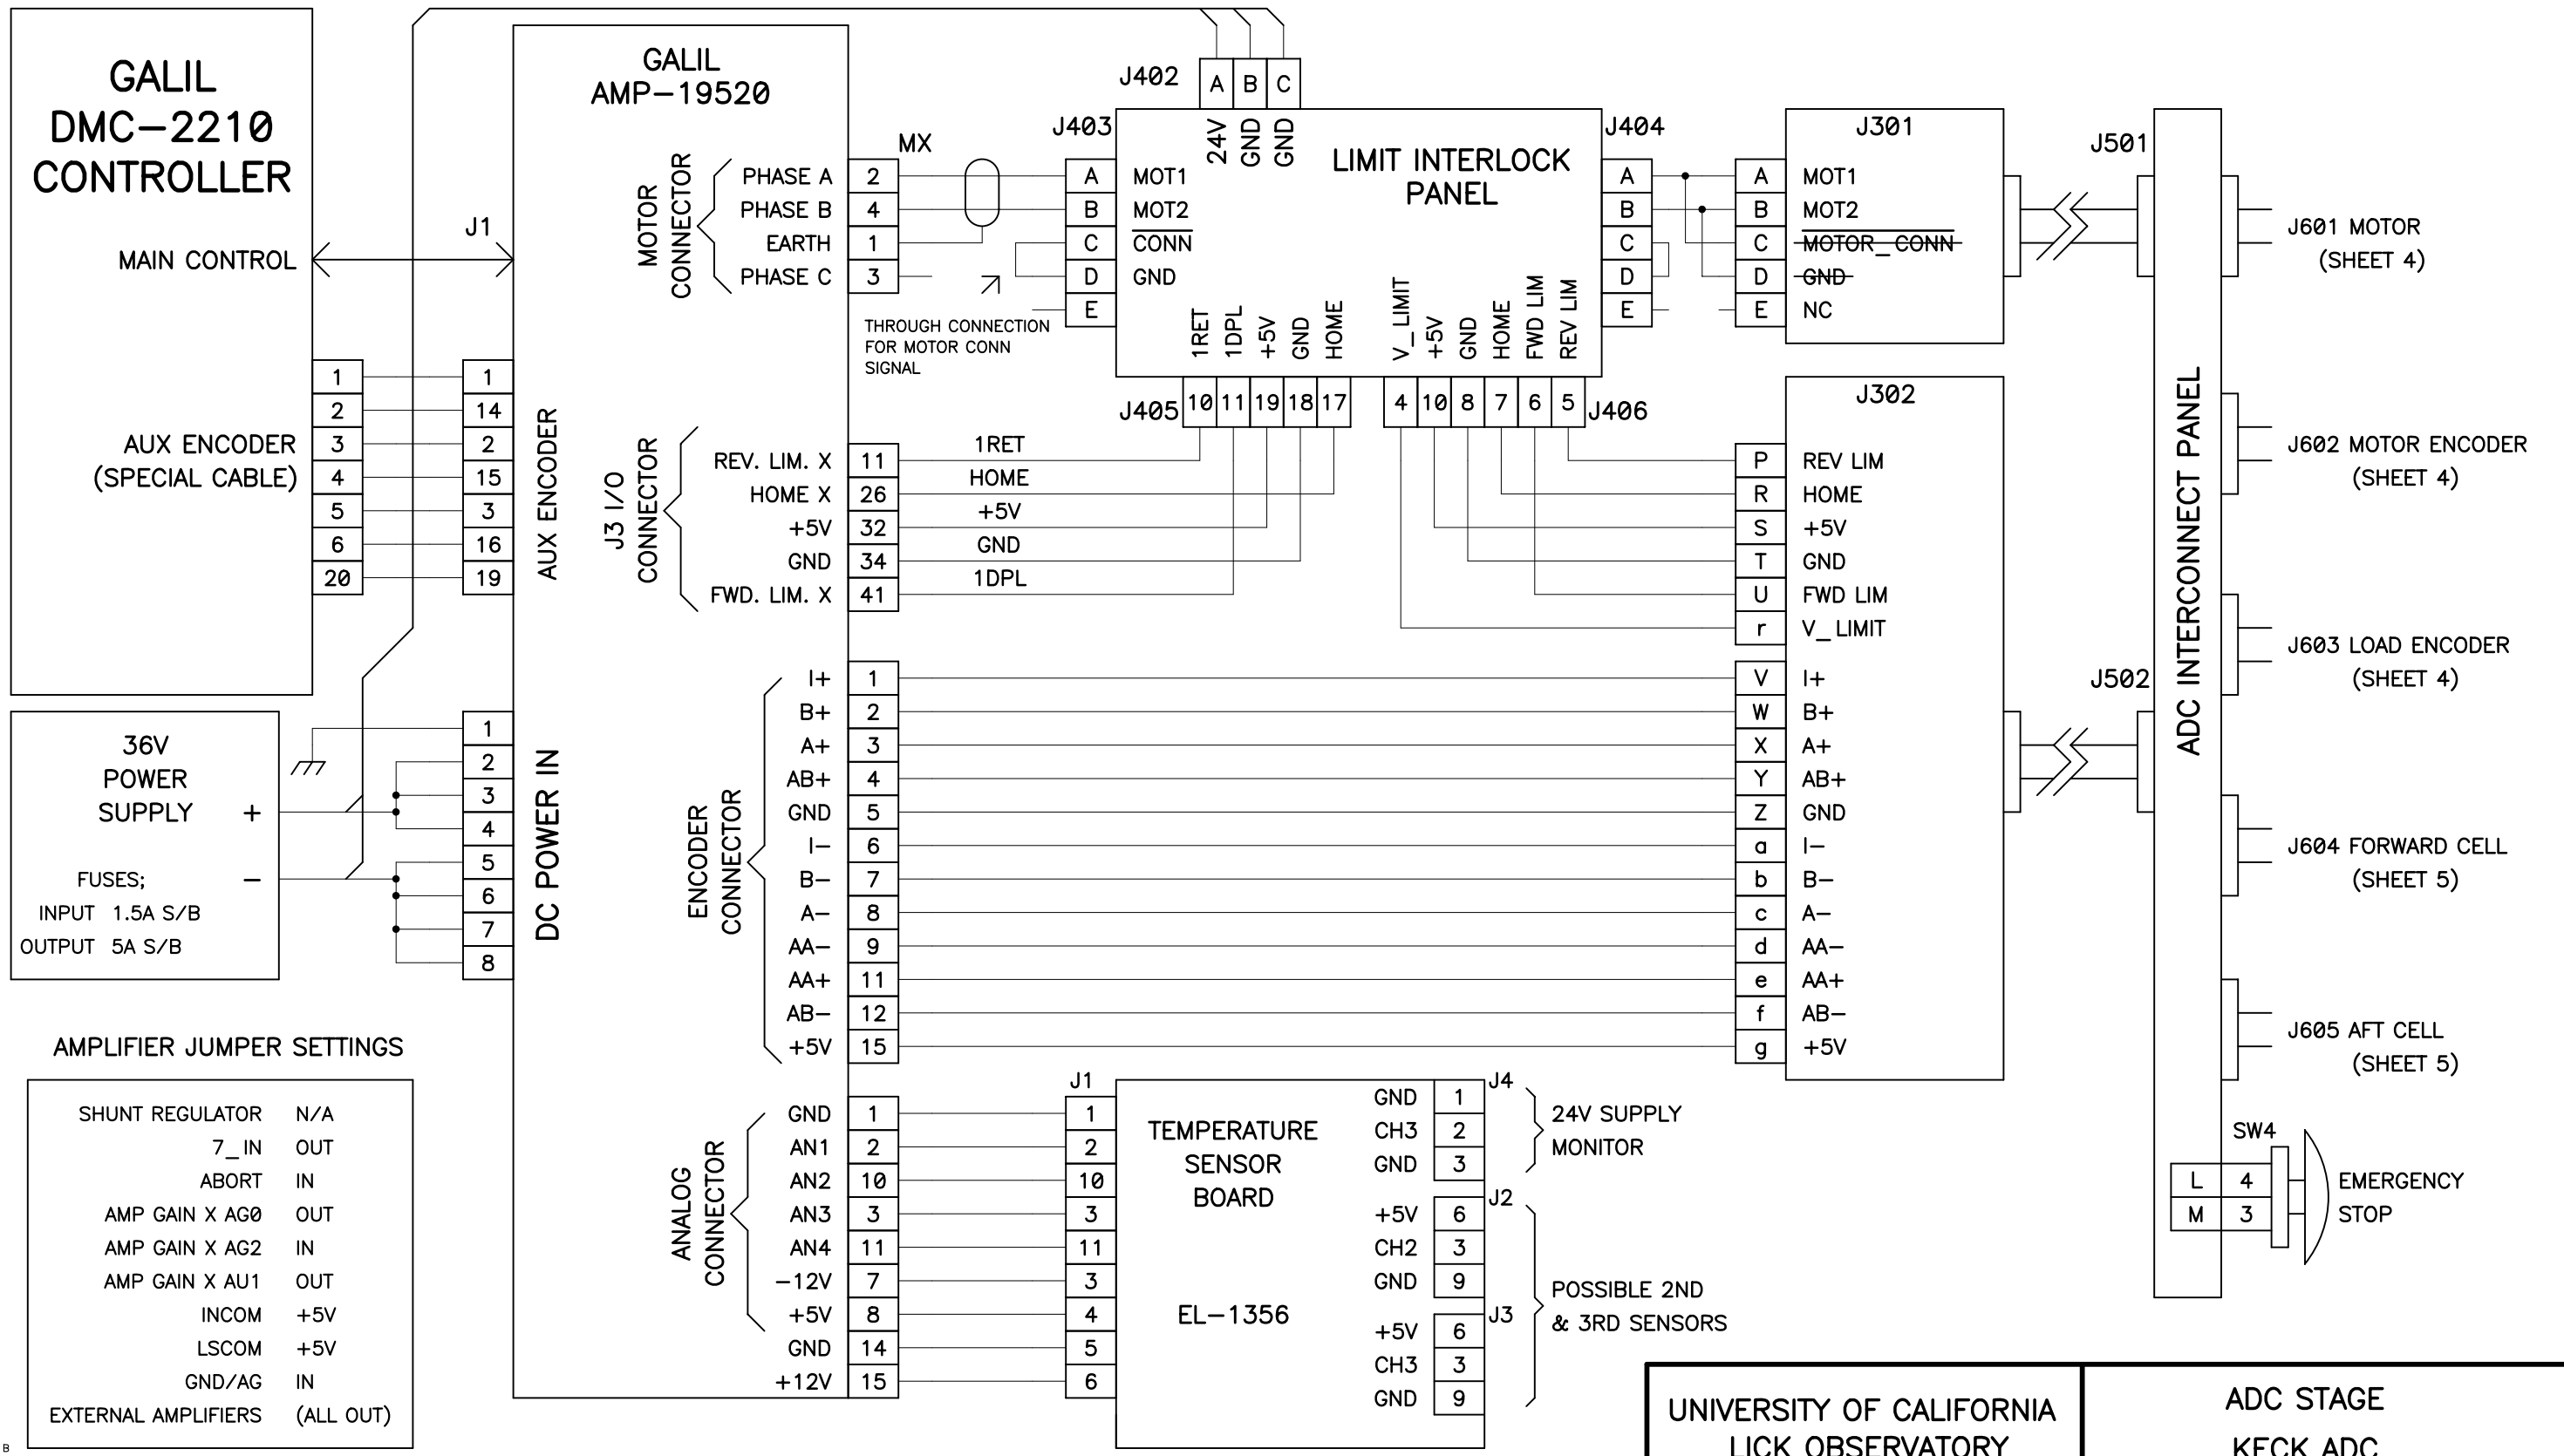 GALIL
DMC-2210
CONTROLLER
MAIN CONTROL
J1
1
2
AUX ENCODER 3
(SPECIAL CABLE) 4
5
6
20
1
14
2
15
3
16
19
AUX ENCODER
36V
POWER
SUPPLY +
FUSES; −
INPUT 1.5A S/B
OUTPUT 5A S/B
1
2
3
4
5
6
7
8
DC POWER IN
AMPLIFIER JUMPER SETTINGS
SHUNT REGULATOR N/A
7_IN OUT
ABORT IN
AMP GAIN X AG0 OUT
AMP GAIN X AG2 IN
AMP GAIN X AU1 OUT
INCOM +5V
LSCOM +5V
GND/AG IN
EXTERNAL AMPLIFIERS (ALL OUT)
B
GALIL
AMP-19520
MX
MOTOR
CONNECTOR
PHASE A 2
PHASE B 4
EARTH 1
PHASE C 3
THROUGH CONNECTION
FOR MOTOR CONN
SIGNAL
J3 I/O
CONNECTOR
REV. LIM. X 11 1RET
HOME X 26 HOME
+5V 32 +5V
GND 34 GND
FWD. LIM. X 41 1DPL
ENCODER
CONNECTOR
I+ 1
B+ 2
A+ 3
AB+ 4
GND 5
I− 6
B− 7
A− 8
AA− 9
AA+ 11
AB− 12
+5V 15
ANALOG
CONNECTOR
GND 1
AN1 2
AN2 10
AN3 3
AN4 11
−12V 7
+5V 8
GND 14
+12V 15
J402
A B C
24V GND GND
LIMIT INTERLOCK
PANEL
J403
A MOT1
B MOT2
C CONN
D GND
E
J404
A
B
C
D
E
1RET 1DPL +5V GND HOME
J405 10 11 19 18 17
V_LIMIT +5V GND HOME FWD LIM REV LIM
4 10 8 7 6 5 J406
J301
A MOT1
B MOT2
C MOTOR_CONN
D GND
E NC
J302
P REV LIM
R HOME
S +5V
T GND
U FWD LIM
r V_LIMIT
V I+
W B+
X A+
Y AB+
Z GND
a I−
b B−
c A−
d AA−
e AA+
f AB−
g +5V
J1
1
2
10
3
11
3
4
5
6
TEMPERATURE
SENSOR
BOARD
EL-1356
J4
GND 1
CH3 2
GND 3
24V SUPPLY
MONITOR
J2
+5V 6
CH2 3
GND 9
J3
+5V 6
CH3 3
GND 9
POSSIBLE 2ND
& 3RD SENSORS
J501
J502
ADC INTERCONNECT PANEL
J601 MOTOR
(SHEET 4)
J602 MOTOR ENCODER
(SHEET 4)
J603 LOAD ENCODER
(SHEET 4)
J604 FORWARD CELL
(SHEET 5)
J605 AFT CELL
(SHEET 5)
SW4
L 4
M 3
EMERGENCY
STOP
UNIVERSITY OF CALIFORNIA
LICK OBSERVATORY
ADC STAGE
KECK ADC